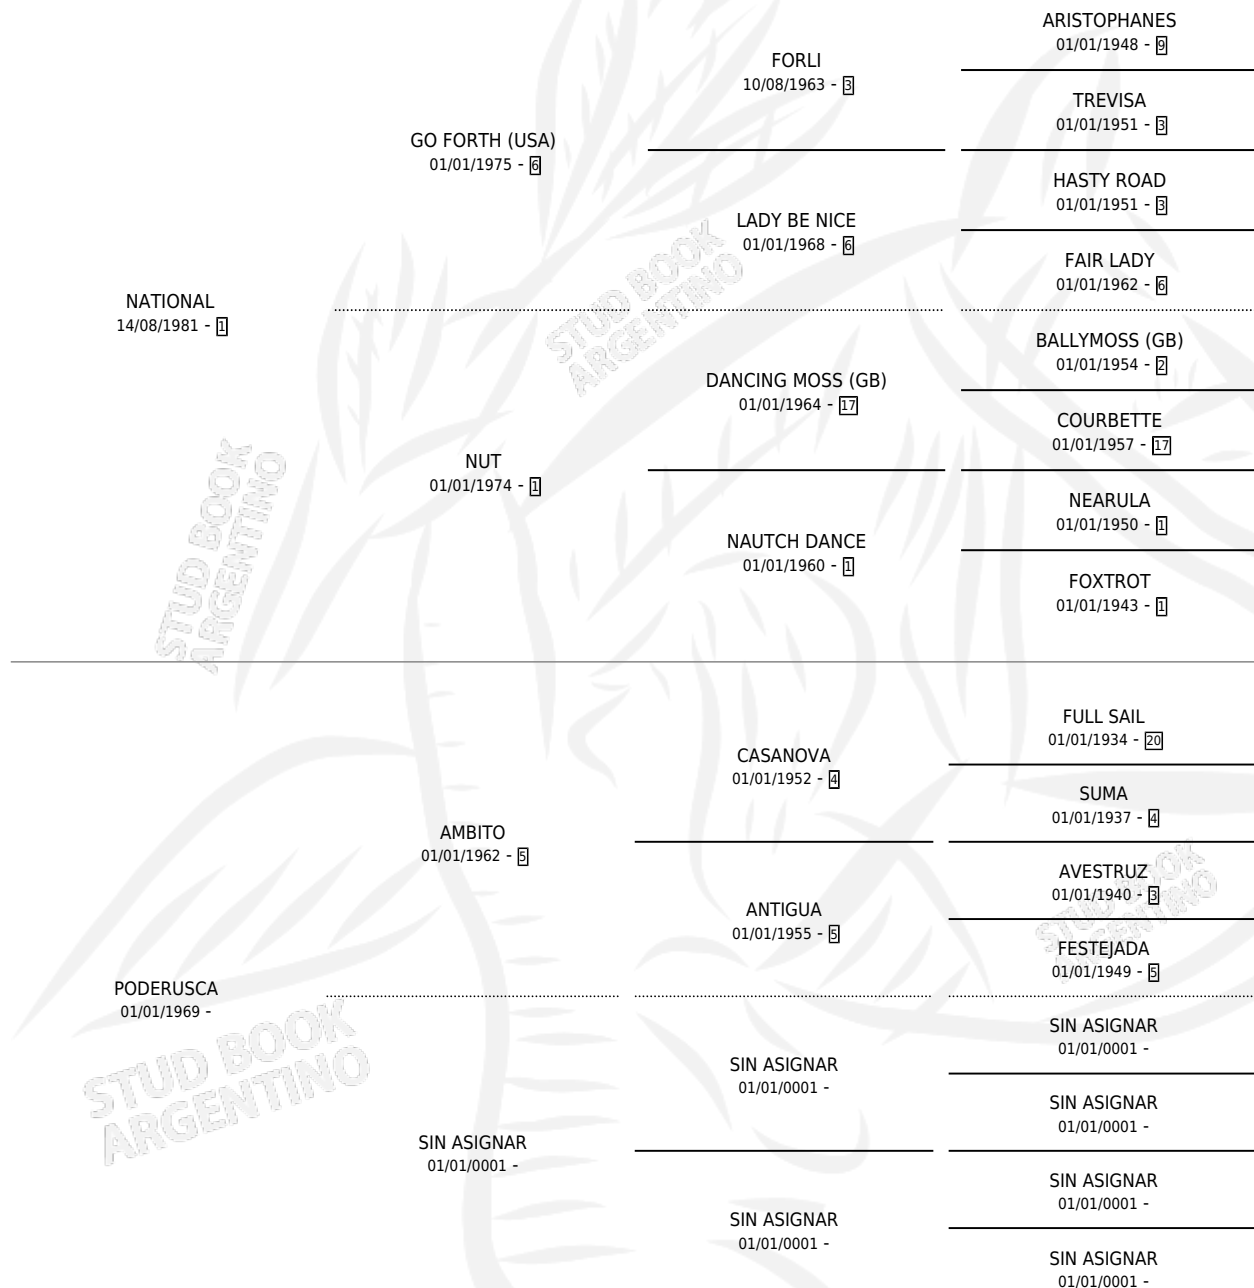 ARISTOPHANES
01/01/1948 - 9
FORLI
10/08/1963 - 3
TREVISA
01/01/1951 - 3
GO FORTH (USA)
01/01/1975 - 6
HASTY ROAD
01/01/1951 - 3
LADY BE NICE
01/01/1968 - 6
FAIR LADY
01/01/1962 - 6
NATIONAL
14/08/1981 - 1
STUD BOOK
ARGENTINO
BALLYMOSS (GB)
01/01/1954 - 2
DANCING MOSS (GB)
01/01/1964 - 17
COURBETTE
01/01/1957 - 17
NUT
01/01/1974 - 1
NEARULA
01/01/1950 - 1
NAUTCH DANCE
01/01/1960 - 1
FOXTROT
01/01/1943 - 1
STUD BOOK
ARGENTINO
FULL SAIL
01/01/1934 - 20
CASANOVA
01/01/1952 - 4
SUMA
01/01/1937 - 4
AMBITO
01/01/1962 - 5
AVESTRUZ
01/01/1940 - 3
ANTIGUA
01/01/1955 - 5
FESTEJADA
01/01/1949 - 5
STUD BOOK
ARGENTINO
PODERUSCA
01/01/1969 -
SIN ASIGNAR
01/01/0001 -
SIN ASIGNAR
01/01/0001 -
SIN ASIGNAR
01/01/0001 -
STUD BOOK
ARGENTINO
SIN ASIGNAR
01/01/0001 -
SIN ASIGNAR
01/01/0001 -
SIN ASIGNAR
01/01/0001 -
SIN ASIGNAR
01/01/0001 -